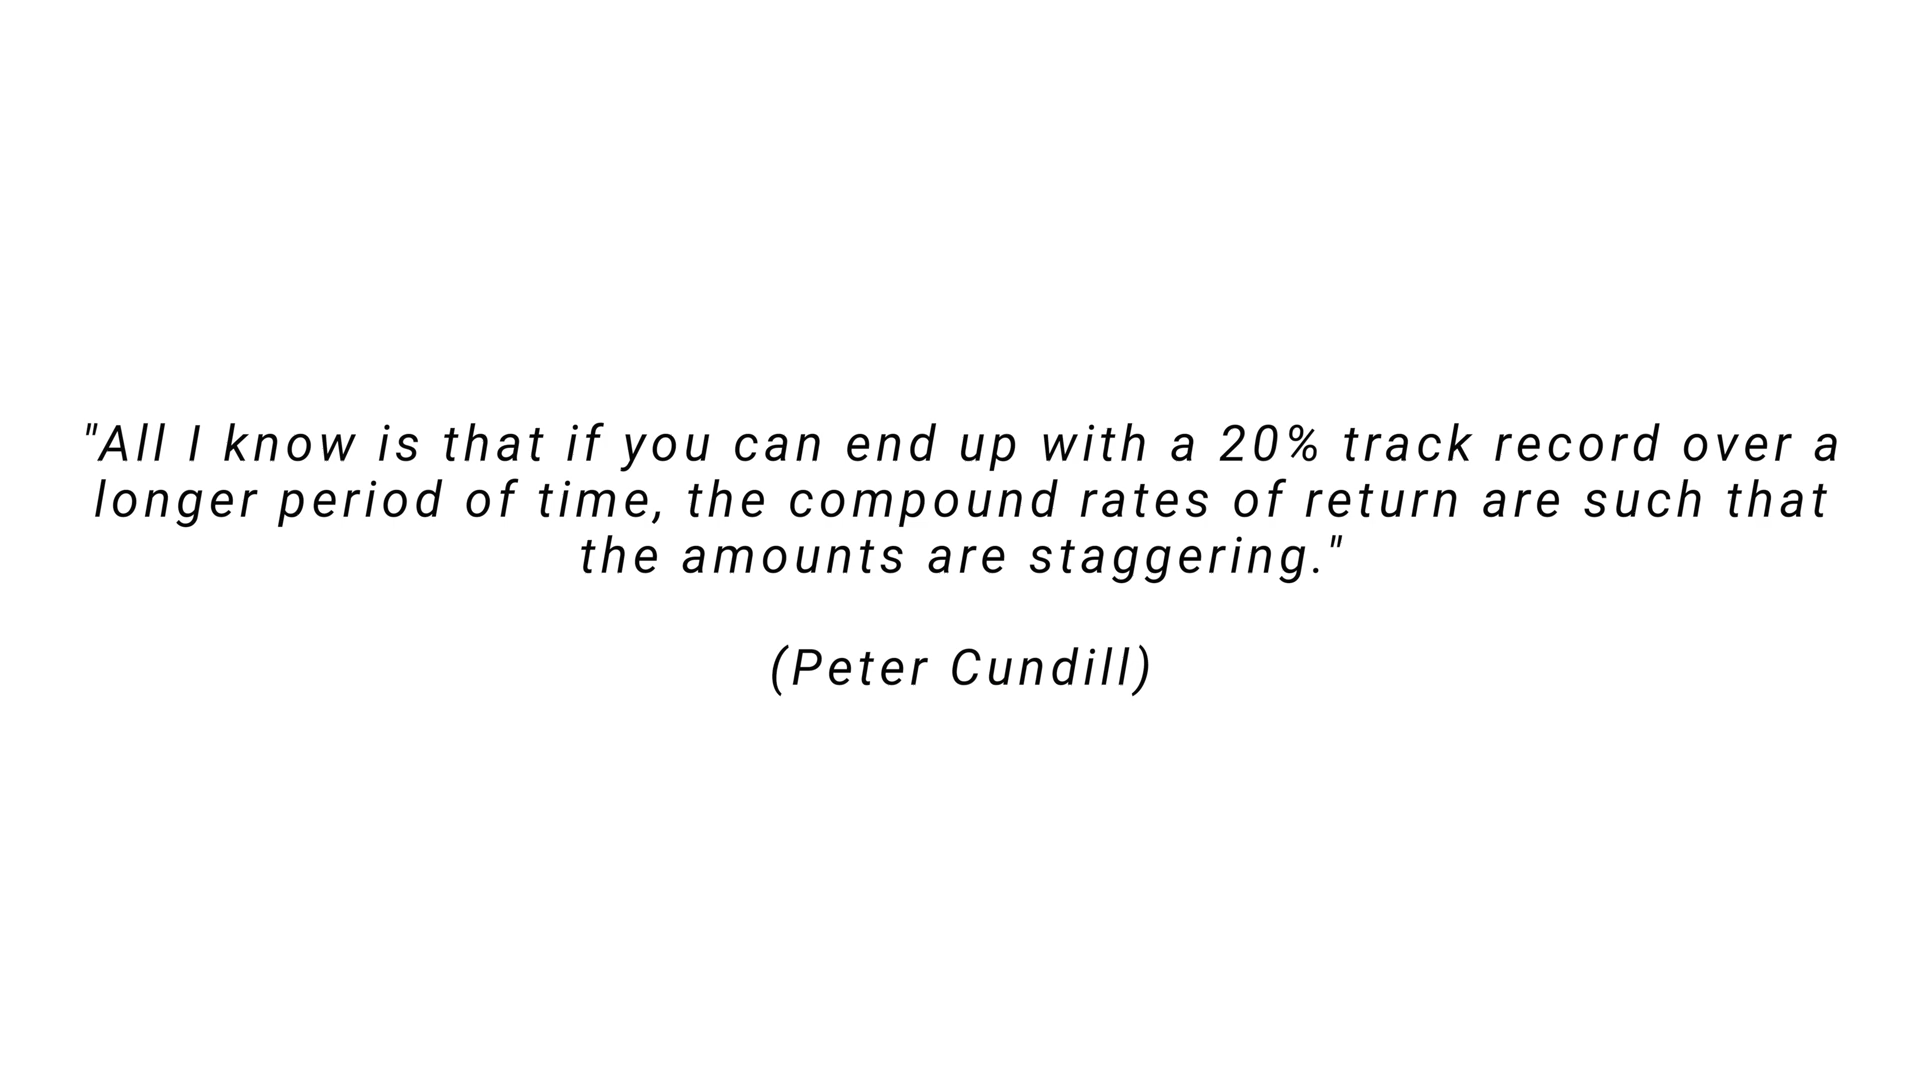 "All I know is that if you can end up with a 20% track record over a
longer period of time, the compound rates of return are such that
the amounts are staggering."
(Peter Cundill)